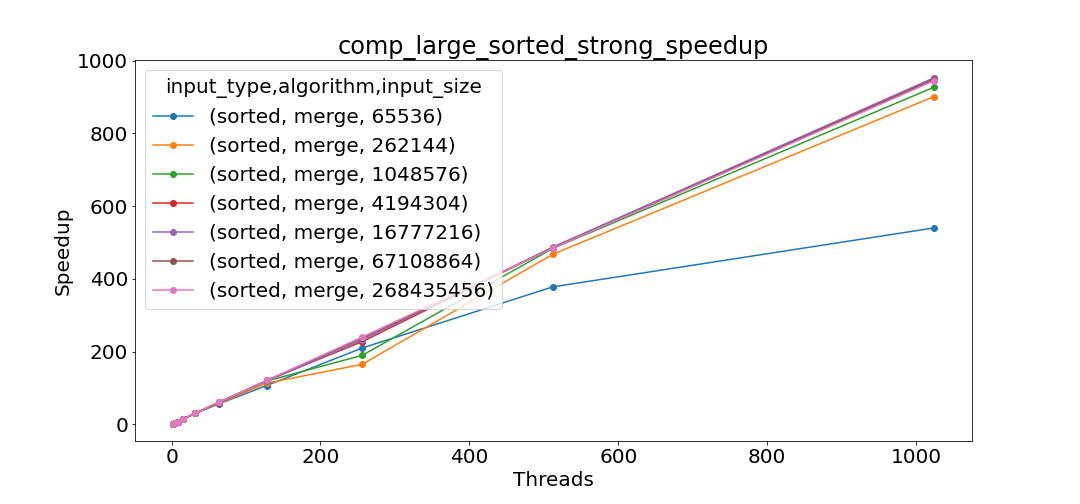 comp_large_sorted_strong_speedup
1000
800
600
400
200
0
Speedup
input_type,algorithm,input_size
(sorted, merge, 65536)
(sorted, merge, 262144)
(sorted, merge, 1048576)
(sorted, merge, 4194304)
(sorted, merge, 16777216)
(sorted, merge, 67108864)
(sorted, merge, 268435456)
0 200 400 600 800 1000
Threads